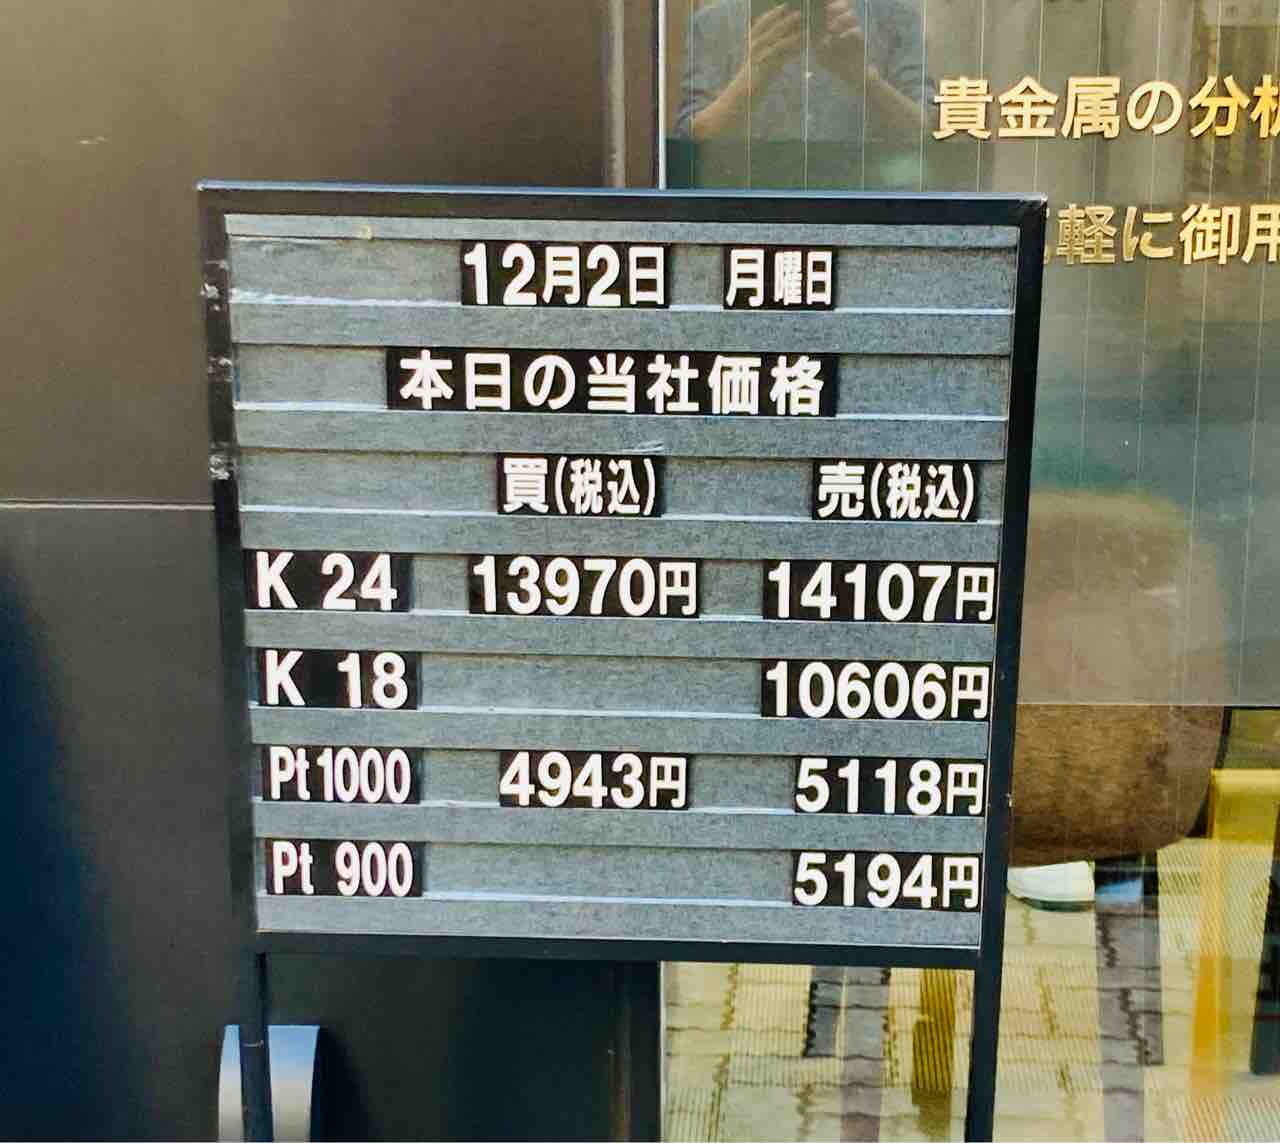 貴金属の分析
軽に御用
12月2日 月曜日
本日の当社価格
買(税込) 売(税込)
K 24 13970円 14107円
K 18 10606円
Pt1000 4943円 5118円
Pt 900 5194円